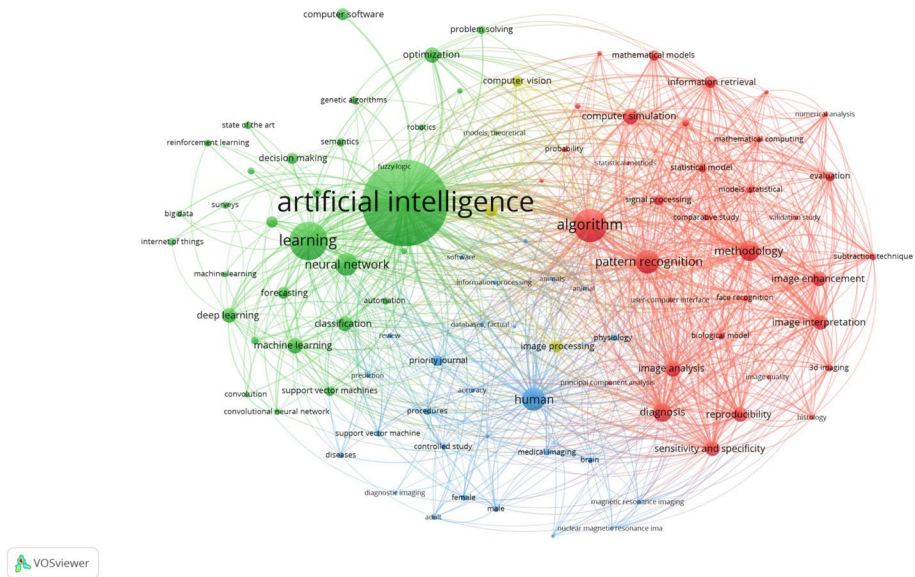 computer software
problem solving
optimization
mathematical models
computer vision
information retrieval
genetic algorithms
computer simulation
numerical analysis
state of the art
robotics
models, theoretical
mathematical computing
reinforcement learning
semantics
probability
decision making
fuzzy logic
statistical methods
statistical model
evaluation
models, statistical
artificial intelligence
signal processing
surveys
big data
algorithm
comparative study
validation study
learning
internet of things
methodology
subtraction technique
software
neural network
pattern recognition
machine learning
information processing
animals
image enhancement
animal
forecasting
automation
user-computer interface
face recognition
deep learning
classification
databases, factual
image interpretation
review
physiology
biological model
machine learning
image processing
priority journal
prediction
image analysis
3d imaging
principal component analysis
image quality
convolution
support vector machines
accuracy
human
convolutional neural network
procedures
diagnosis
reproducibility
histology
support vector machine
controlled study
sensitivity and specificity
diseases
medical imaging
brain
diagnostic imaging
female
magnetic resonance imaging
male
adult
nuclear magnetic resonance ima
VOSviewer